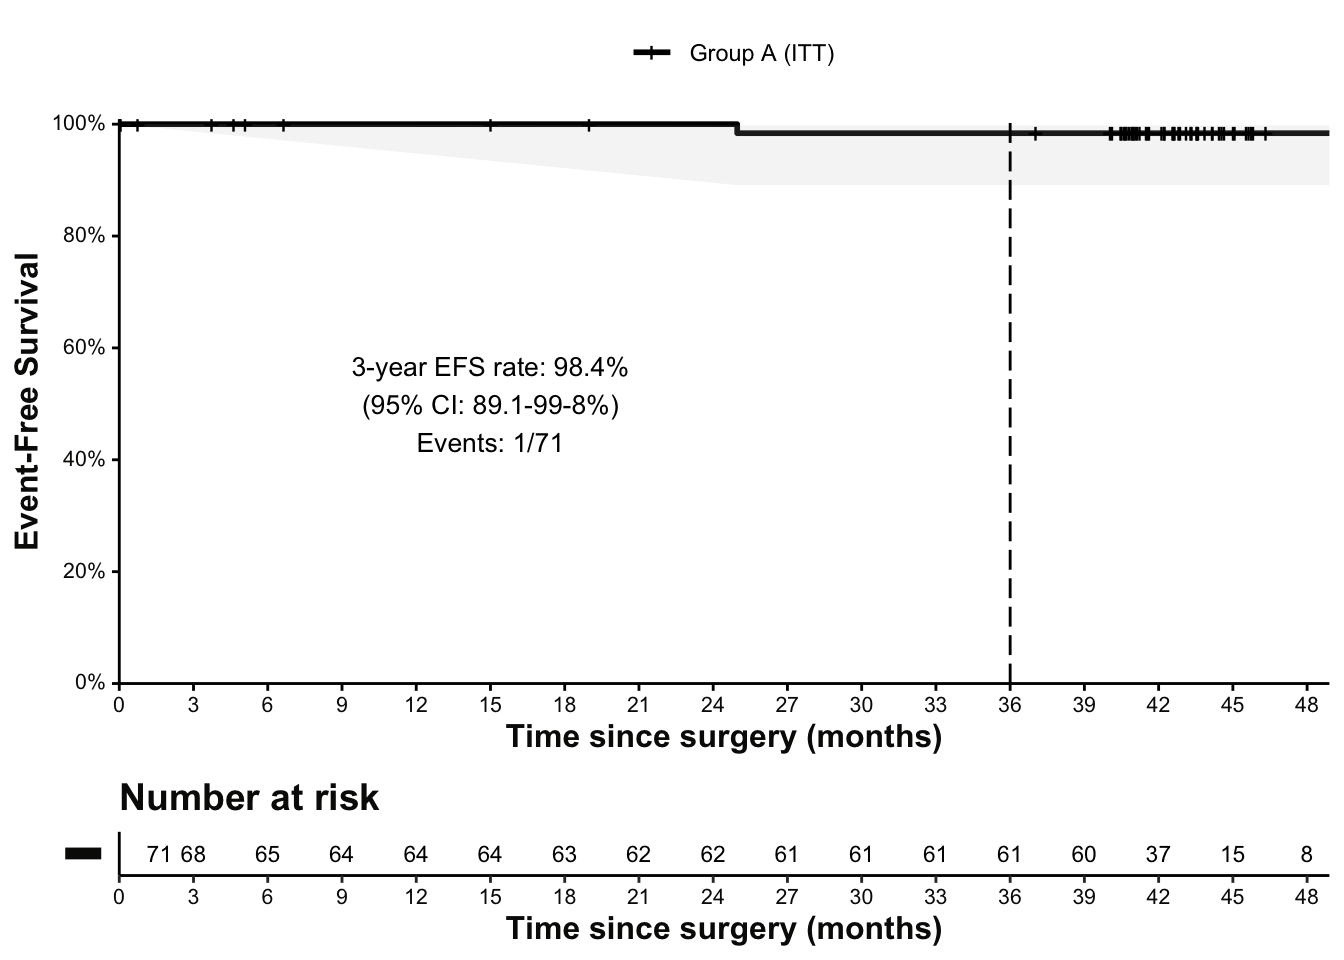 Group A (ITT)
100%
80%
60%
40%
20%
0%
Event-Free Survival
3-year EFS rate: 98.4%
(95% CI: 89.1-99-8%)
Events: 1/71
0 3 6 9 12 15 18 21 24 27 30 33 36 39 42 45 48
Time since surgery (months)
Number at risk
71 68 65 64 64 64 63 62 62 61 61 61 61 60 37 15 8
0 3 6 9 12 15 18 21 24 27 30 33 36 39 42 45 48
Time since surgery (months)